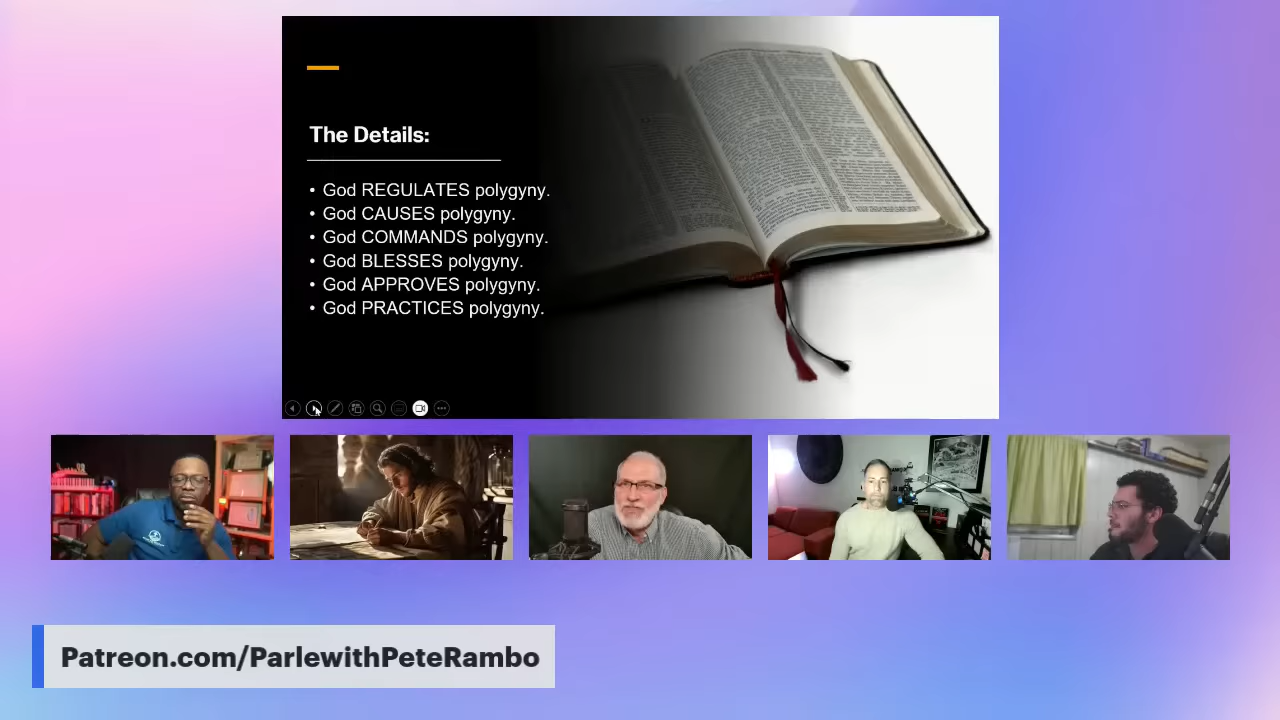 The Details:
• God REGULATES polygyny.
• God CAUSES polygyny.
• God COMMANDS polygyny.
• God BLESSES polygyny.
• God APPROVES polygyny.
• God PRACTICES polygyny.
Patreon.com/ParlewithPeteRambo